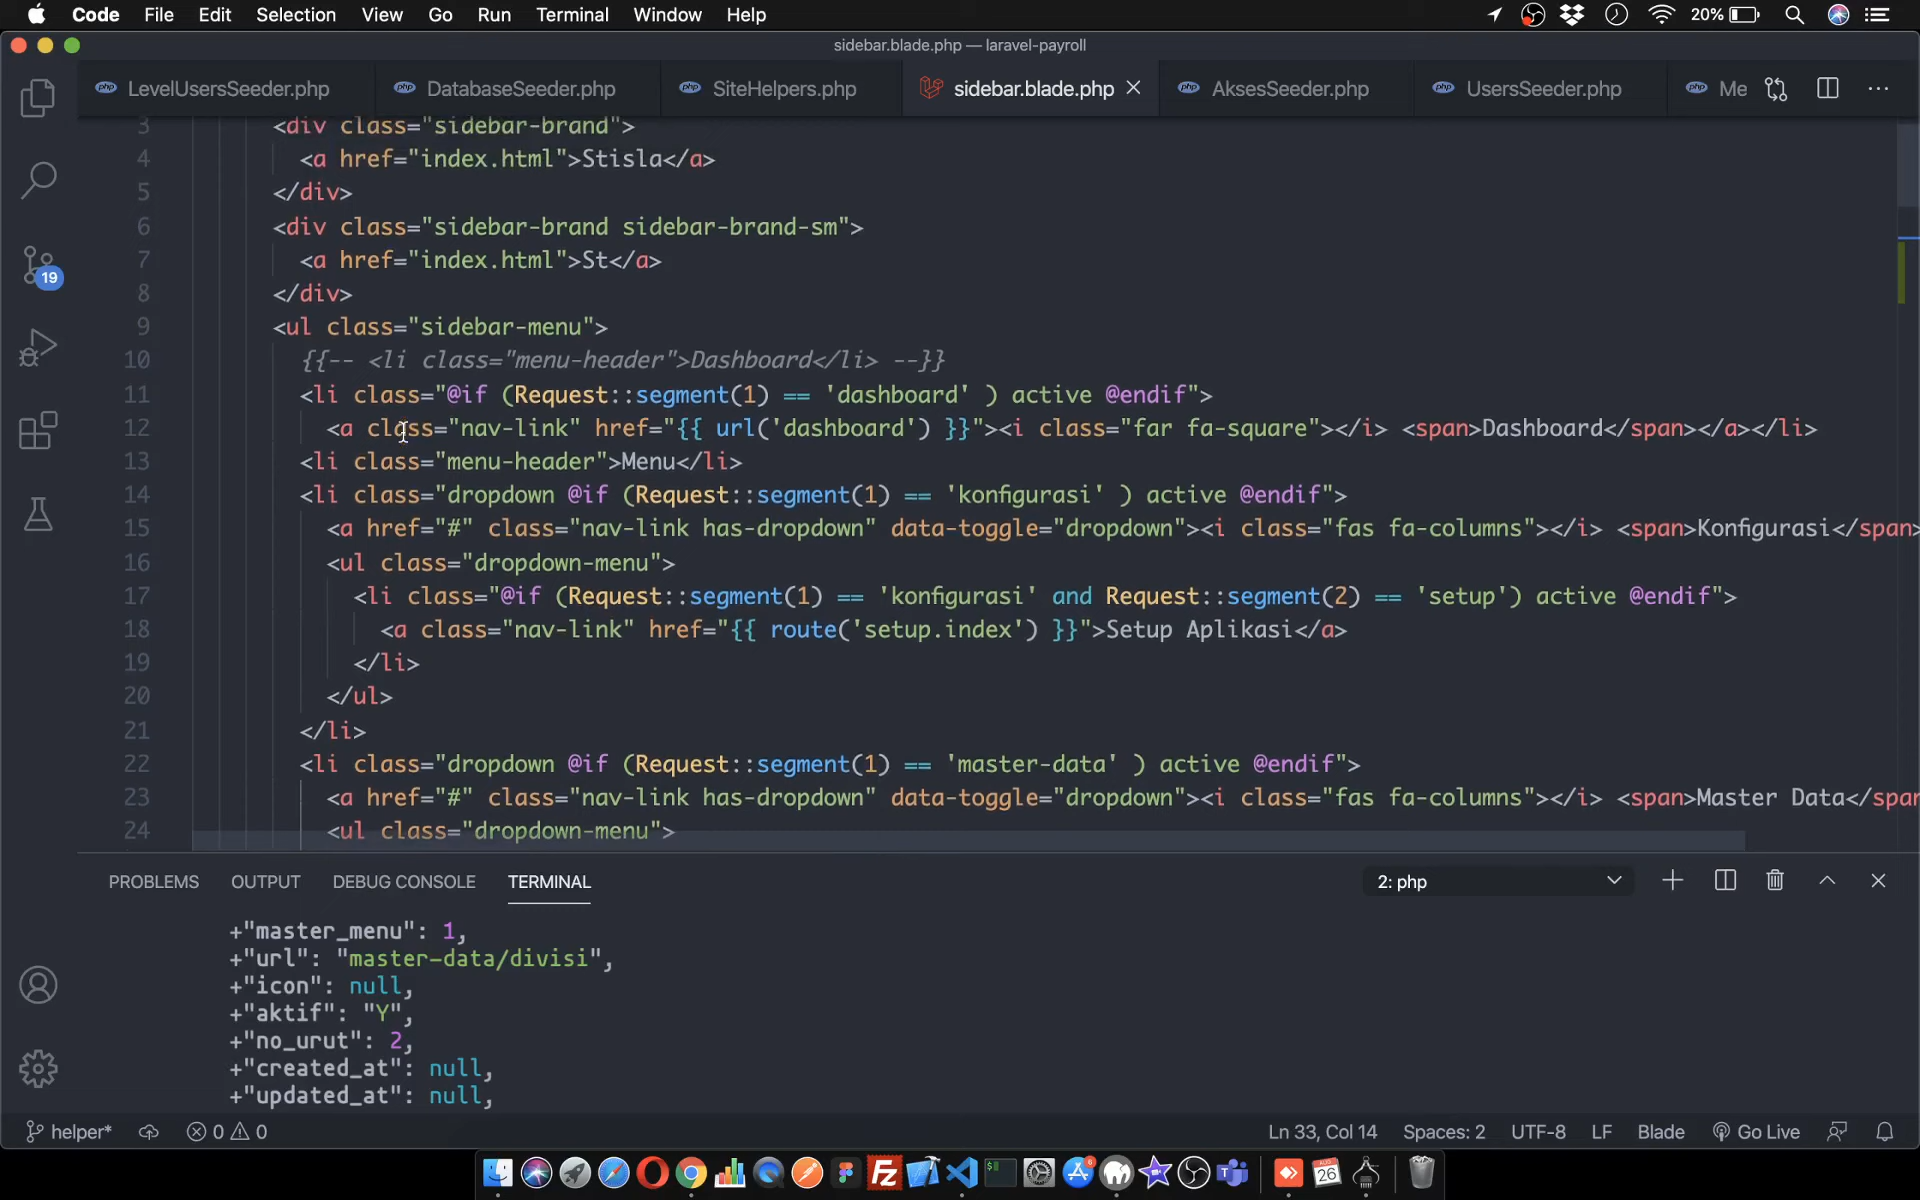 Code File Edit Selection View Go Run Terminal Window Help 20%
sidebar.blade.php — laravel-payroll
LevelUsersSeeder.php DatabaseSeeder.php SiteHelpers.php sidebar.blade.php AksesSeeder.php UsersSeeder.php Me
3 <div class="sidebar-brand">
4 <a href="index.html">Stisla</a>
5 </div>
6 <div class="sidebar-brand sidebar-brand-sm">
7 <a href="index.html">St</a>
8 </div>
9 <ul class="sidebar-menu">
10 {{-- <li class="menu-header">Dashboard</li> --}}
11 <li class="@if (Request::segment(1) == 'dashboard' ) active @endif">
12 <a class="nav-link" href="{{ url('dashboard') }}"><i class="far fa-square"></i> <span>Dashboard</span></a></li>
13 <li class="menu-header">Menu</li>
14 <li class="dropdown @if (Request::segment(1) == 'konfigurasi' ) active @endif">
15 <a href="#" class="nav-link has-dropdown" data-toggle="dropdown"><i class="fas fa-columns"></i> <span>Konfigurasi</span>
16 <ul class="dropdown-menu">
17 <li class="@if (Request::segment(1) == 'konfigurasi' and Request::segment(2) == 'setup') active @endif">
18 <a class="nav-link" href="{{ route('setup.index') }}">Setup Aplikasi</a>
19 </li>
20 </ul>
21 </li>
22 <li class="dropdown @if (Request::segment(1) == 'master-data' ) active @endif">
23 <a href="#" class="nav-link has-dropdown" data-toggle="dropdown"><i class="fas fa-columns"></i> <span>Master Data</span
24 <ul class="dropdown-menu">
19
PROBLEMS OUTPUT DEBUG CONSOLE TERMINAL 2: php
+"master_menu": 1,
+"url": "master-data/divisi",
+"icon": null,
+"aktif": "Y",
+"no_urut": 2,
+"created_at": null,
+"updated_at": null,
helper* 0 0 Ln 33, Col 14 Spaces: 2 UTF-8 LF Blade Go Live
FZ 26